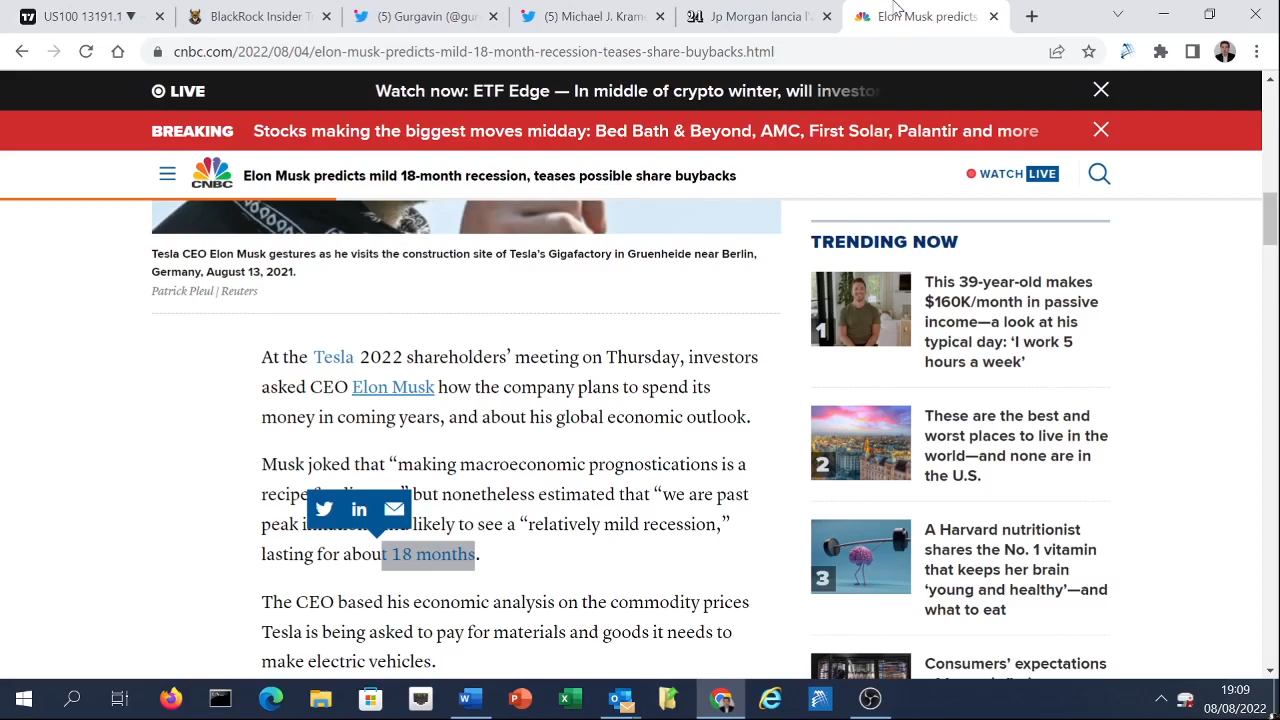 US100 13191.1 ▼
BlackRock Insider T
(5) Gurgavin (@gur
(5) Michael J. Kram
Jp Morgan lancia l'a
Elon Musk predicts
cnbc.com/2022/08/04/elon-musk-predicts-mild-18-month-recession-teases-share-buybacks.html
LIVE
Watch now: ETF Edge — In middle of crypto winter, will investo
BREAKING
Stocks making the biggest moves midday: Bed Bath & Beyond, AMC, First Solar, Palantir and more
CNBC
Elon Musk predicts mild 18-month recession, teases possible share buybacks
WATCH LIVE
Tesla CEO Elon Musk gestures as he visits the construction site of Tesla's Gigafactory in Gruenheide near Berlin,
Germany, August 13, 2021.
Patrick Pleul | Reuters
At the Tesla 2022 shareholders' meeting on Thursday, investors
asked CEO Elon Musk how the company plans to spend its
money in coming years, and about his global economic outlook.
Musk joked that “making macroeconomic prognostications is a
recipe but nonetheless estimated that “we are past
peak likely to see a “relatively mild recession,”
lasting for about 18 months.
The CEO based his economic analysis on the commodity prices
Tesla is being asked to pay for materials and goods it needs to
make electric vehicles.
TRENDING NOW
1
This 39-year-old makes
$160K/month in passive
income—a look at his
typical day: ‘I work 5
hours a week’
2
These are the best and
worst places to live in the
world—and none are in
the U.S.
3
A Harvard nutritionist
shares the No. 1 vitamin
that keeps her brain
‘young and healthy’—and
what to eat
Consumers' expectations
19:09
08/08/2022